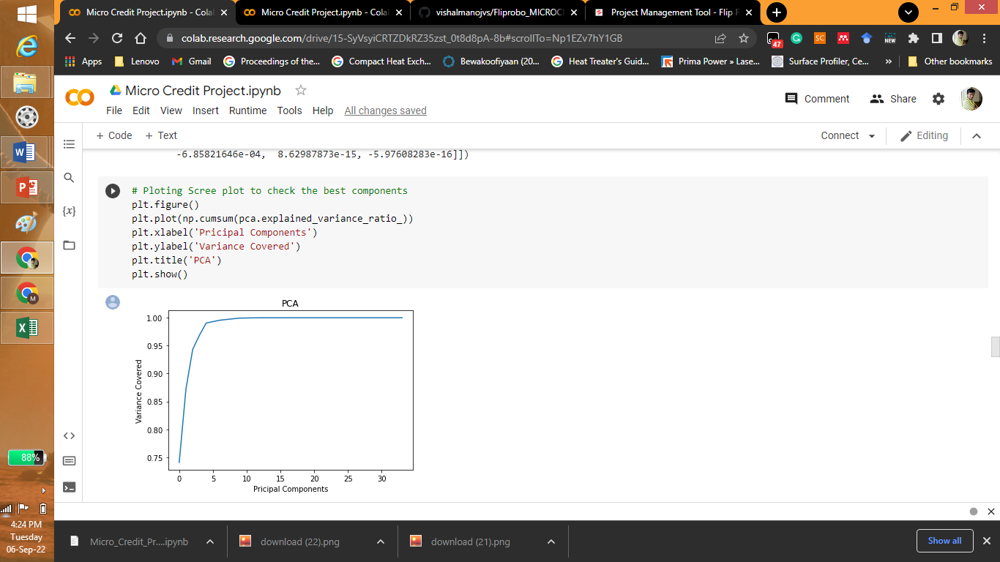 Micro Credit Project.ipynb - Cola
Micro Credit Project.ipynb - Cola
vishalmanojvs/Fliprobo_MICROC
Project Management Tool - Flip R
colab.research.google.com/drive/15-SyVsyiCRTZDkRZ35zst_0t8d8pA-8b#scrollTo=Np1EZv7hY1GB
SC
47
NEW
Apps
Lenovo
Gmail
Proceedings of the...
Compact Heat Exch...
Bewakoofiyaan (20...
Heat Treater's Guid...
Prima Power » Lase...
Surface Profiler, Ce...
»
Other bookmarks
Micro Credit Project.ipynb
Comment
Share
File Edit View Insert Runtime Tools Help All changes saved
+ Code + Text
Connect
Editing
-6.85821646e-04, 8.62987873e-15, -5.97608283e-16]])
# Ploting Scree plot to check the best components
plt.figure()
plt.plot(np.cumsum(pca.explained_variance_ratio_))
plt.xlabel('Pricipal Components')
plt.ylabel('Variance Covered')
plt.title('PCA')
plt.show()
{x}
PCA
1.00
0.95
0.90
0.85
0.80
0.75
Variance Covered
0 5 10 15 20 25 30
Pricipal Components
88%
4:24 PM
Tuesday
06-Sep-22
Micro_Credit_Pr....ipynb
download (22).png
download (21).png
Show all